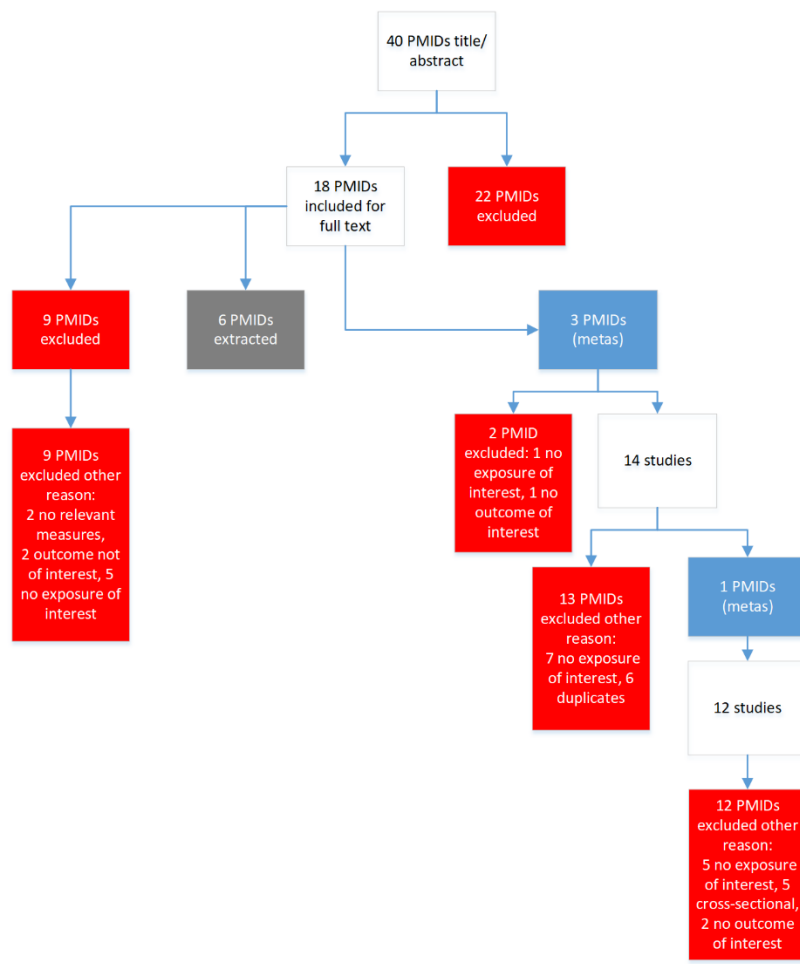 40 PMIDs title/
abstract
18 PMIDs
included for
full text
22 PMIDs
excluded
9 PMIDs
excluded
6 PMIDs
extracted
3 PMIDs
(metas)
9 PMIDs
excluded other
reason:
2 no relevant
measures,
2 outcome not
of interest, 5
no exposure of
interest
2 PMID
excluded: 1 no
exposure of
interest, 1 no
outcome of
interest
14 studies
13 PMIDs
excluded other
reason:
7 no exposure
of interest, 6
duplicates
1 PMIDs
(metas)
12 studies
12 PMIDs
excluded other
reason:
5 no exposure
of interest, 5
cross-sectional,
2 no outcome
of interest